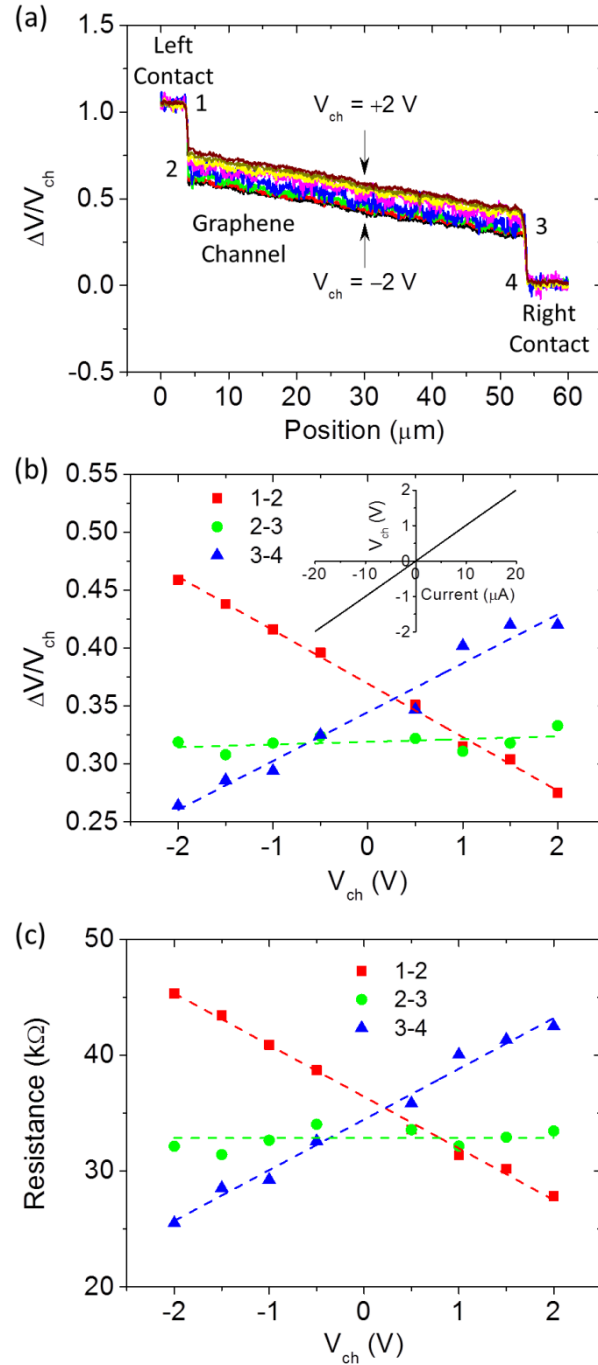 (a)
1.5
1.0
0.5
0.0
-0.5
ΔV/V_ch
Left
Contact
1
2
V_ch = +2 V
Graphene
Channel
V_ch = −2 V
3
4
Right
Contact
0 10 20 30 40 50 60
Position (μm)
(b)
0.55
0.50
0.45
0.40
0.35
0.30
0.25
ΔV/V_ch
1-2
2-3
3-4
V_ch (V)
2
1
0
-1
-2
-20 -10 0 10 20
Current (μA)
-2 -1 0 1 2
V_ch (V)
(c)
50
40
30
20
Resistance (kΩ)
1-2
2-3
3-4
-2 -1 0 1 2
V_ch (V)